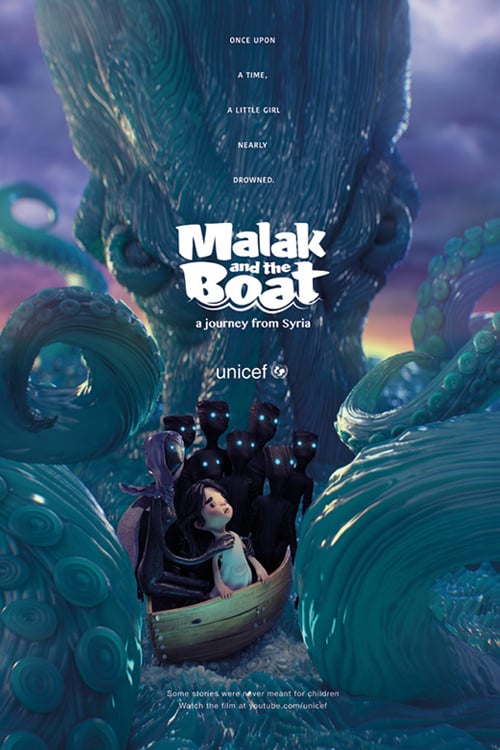 ONCE UPON
A TIME,
A LITTLE GIRL
NEARLY
DROWNED.
Malak
and the
Boat
a journey from Syria
unicef
Some stories were never meant for children
Watch the film at youtube.com/unicef